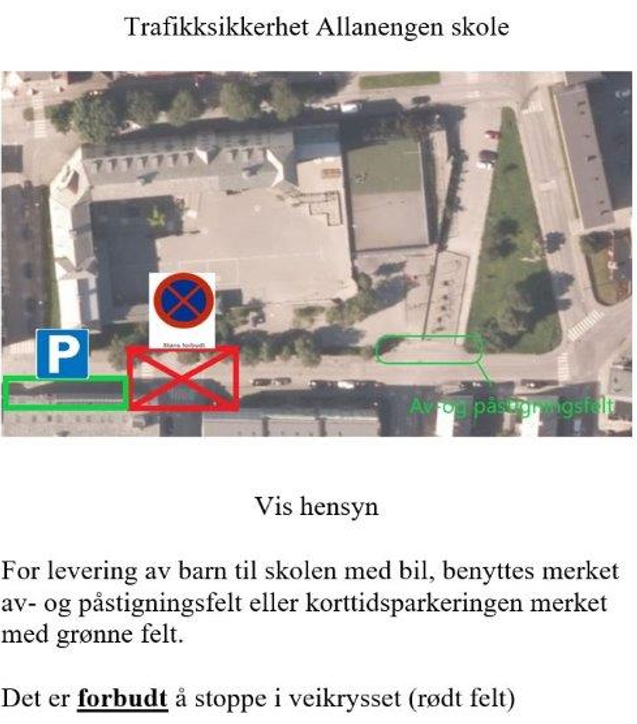 Trafikksikkerhet Allanengen skole
Stans forbudt
P
Av-og påstigningsfelt
Vis hensyn
For levering av barn til skolen med bil, benyttes merket
av- og påstigningsfelt eller korttidsparkeringen merket
med grønne felt.
Det er forbudt å stoppe i veikrysset (rødt felt)